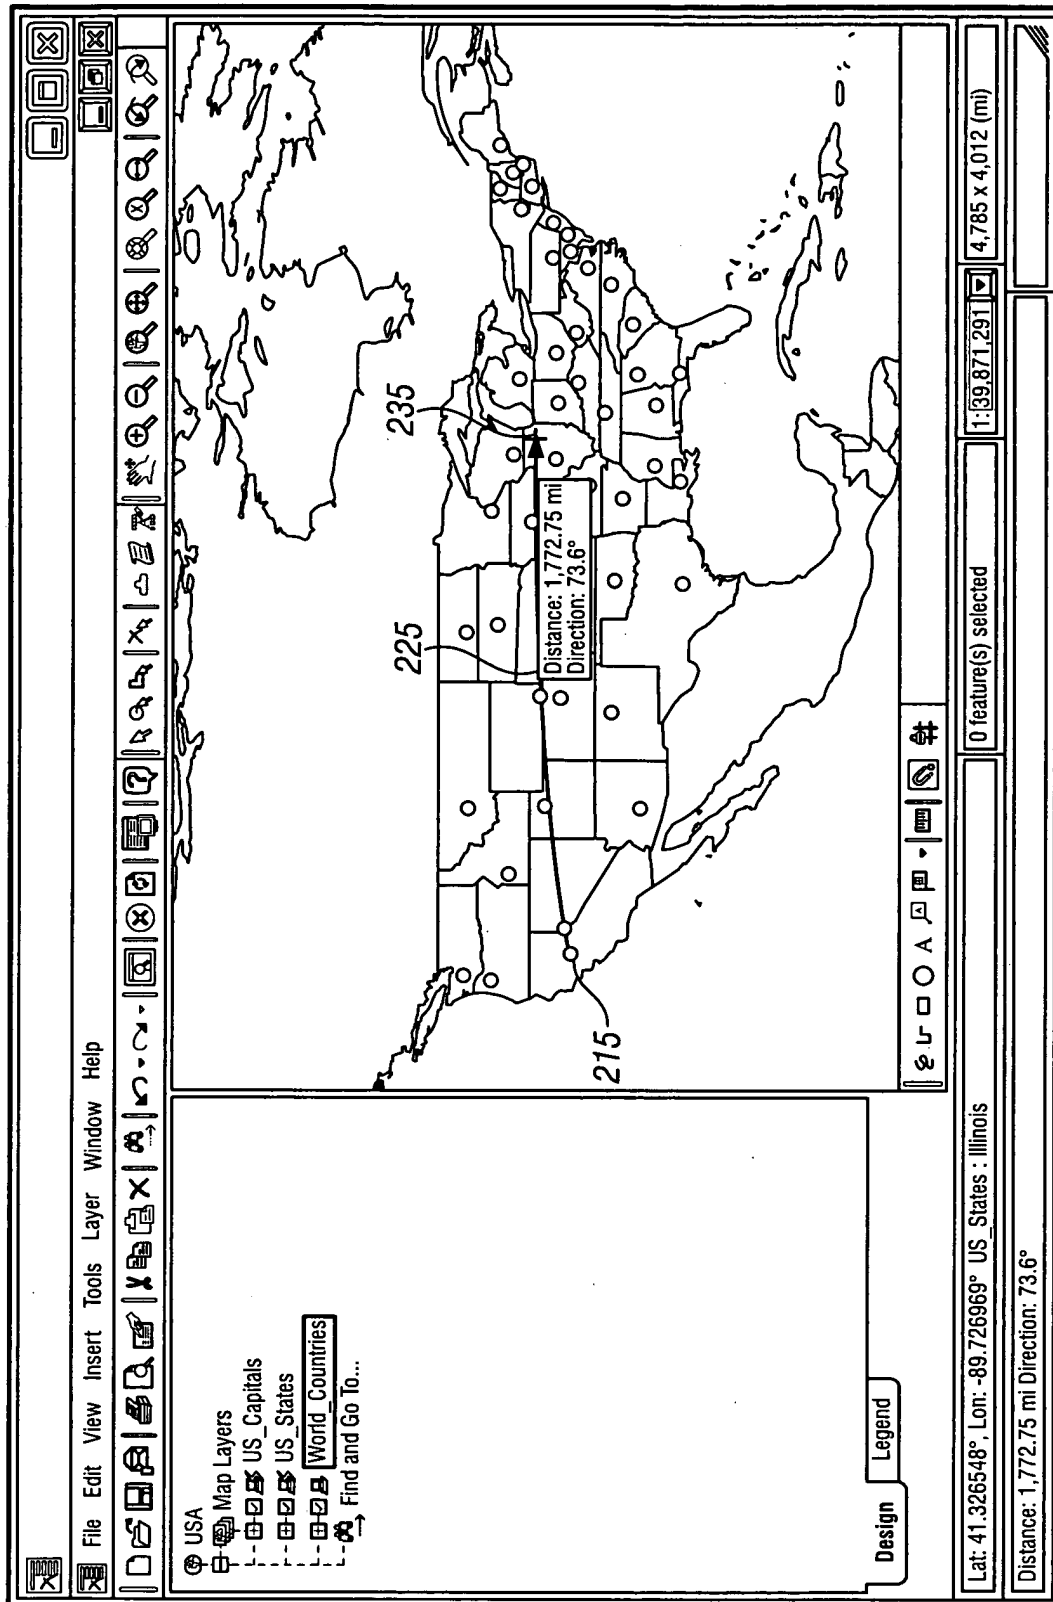 File Edit View Insert Tools Layer Window Help
USA
Map Layers
US_Capitals
US_States
World_Countries
Find and Go To...
Design
Legend
215
225
235
Distance: 1,772.75 mi
Direction: 73.6°
A
Lat: 41.326548°, Lon: -89.726969° US_States : Illinois
0 feature(s) selected
1:39,871,291
4,785 x 4,012 (mi)
Distance: 1,772.75 mi Direction: 73.6°